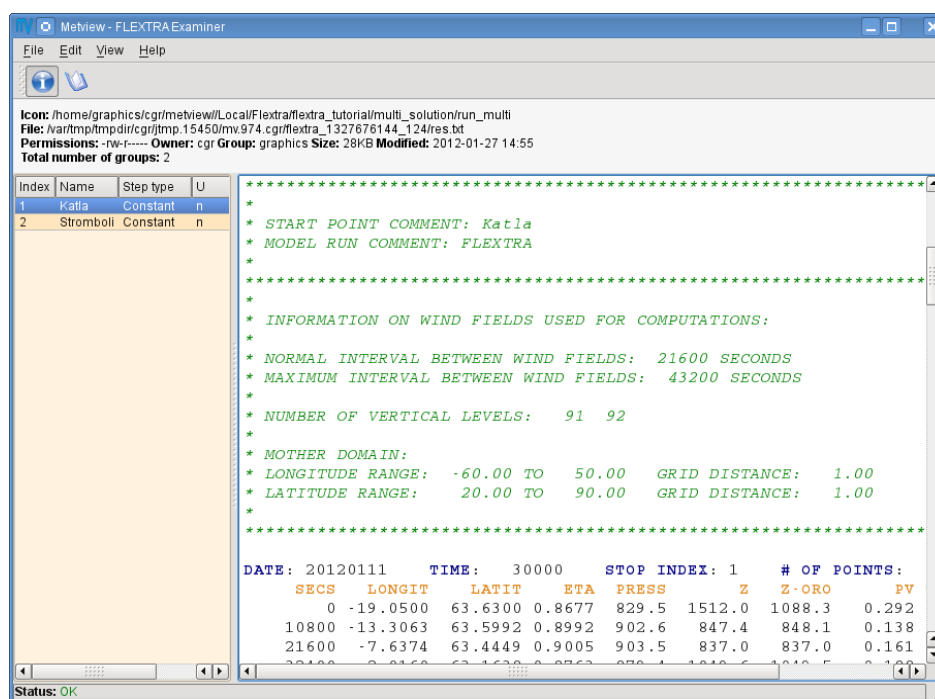 Metview - FLEXTRA Examiner
File Edit View Help
Icon: /home/graphics/cgr/metview//Local/Flextra/flextra_tutorial/multi_solution/run_multi
File: /var/tmp/tmpdir/cgr/jtmp.15450/mv.974.cgr/flextra_1327676144_124/res.txt
Permissions: -rw-r----- Owner: cgr Group: graphics Size: 28KB Modified: 2012-01-27 14:55
Total number of groups: 2
Index Name Step type U
1 Katla Constant n
2 Stromboli Constant n
******************************************************************
*
* START POINT COMMENT: Katla
* MODEL RUN COMMENT: FLEXTRA
*
******************************************************************
*
* INFORMATION ON WIND FIELDS USED FOR COMPUTATIONS:
*
* NORMAL INTERVAL BETWEEN WIND FIELDS: 21600 SECONDS
* MAXIMUM INTERVAL BETWEEN WIND FIELDS: 43200 SECONDS
*
* NUMBER OF VERTICAL LEVELS: 91 92
*
* MOTHER DOMAIN:
* LONGITUDE RANGE: -60.00 TO 50.00 GRID DISTANCE: 1.00
* LATITUDE RANGE: 20.00 TO 90.00 GRID DISTANCE: 1.00
*
******************************************************************
DATE: 20120111 TIME: 30000 STOP INDEX: 1 # OF POINTS:
SECS LONGIT LATIT ETA PRESS Z Z-ORO PV
0 -19.0500 63.6300 0.8677 829.5 1512.0 1088.3 0.292
10800 -13.3063 63.5992 0.8992 902.6 847.4 848.1 0.138
21600 -7.6374 63.4449 0.9005 903.5 837.0 837.0 0.161
Status: OK